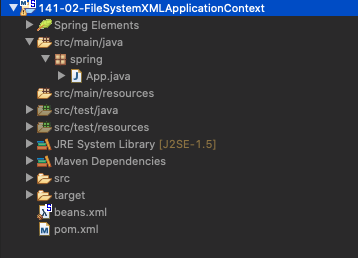 141-02-FileSystemXMLApplicationContext
Spring Elements
src/main/java
spring
App.java
src/main/resources
src/test/java
src/test/resources
JRE System Library [J2SE-1.5]
Maven Dependencies
src
target
beans.xml
pom.xml